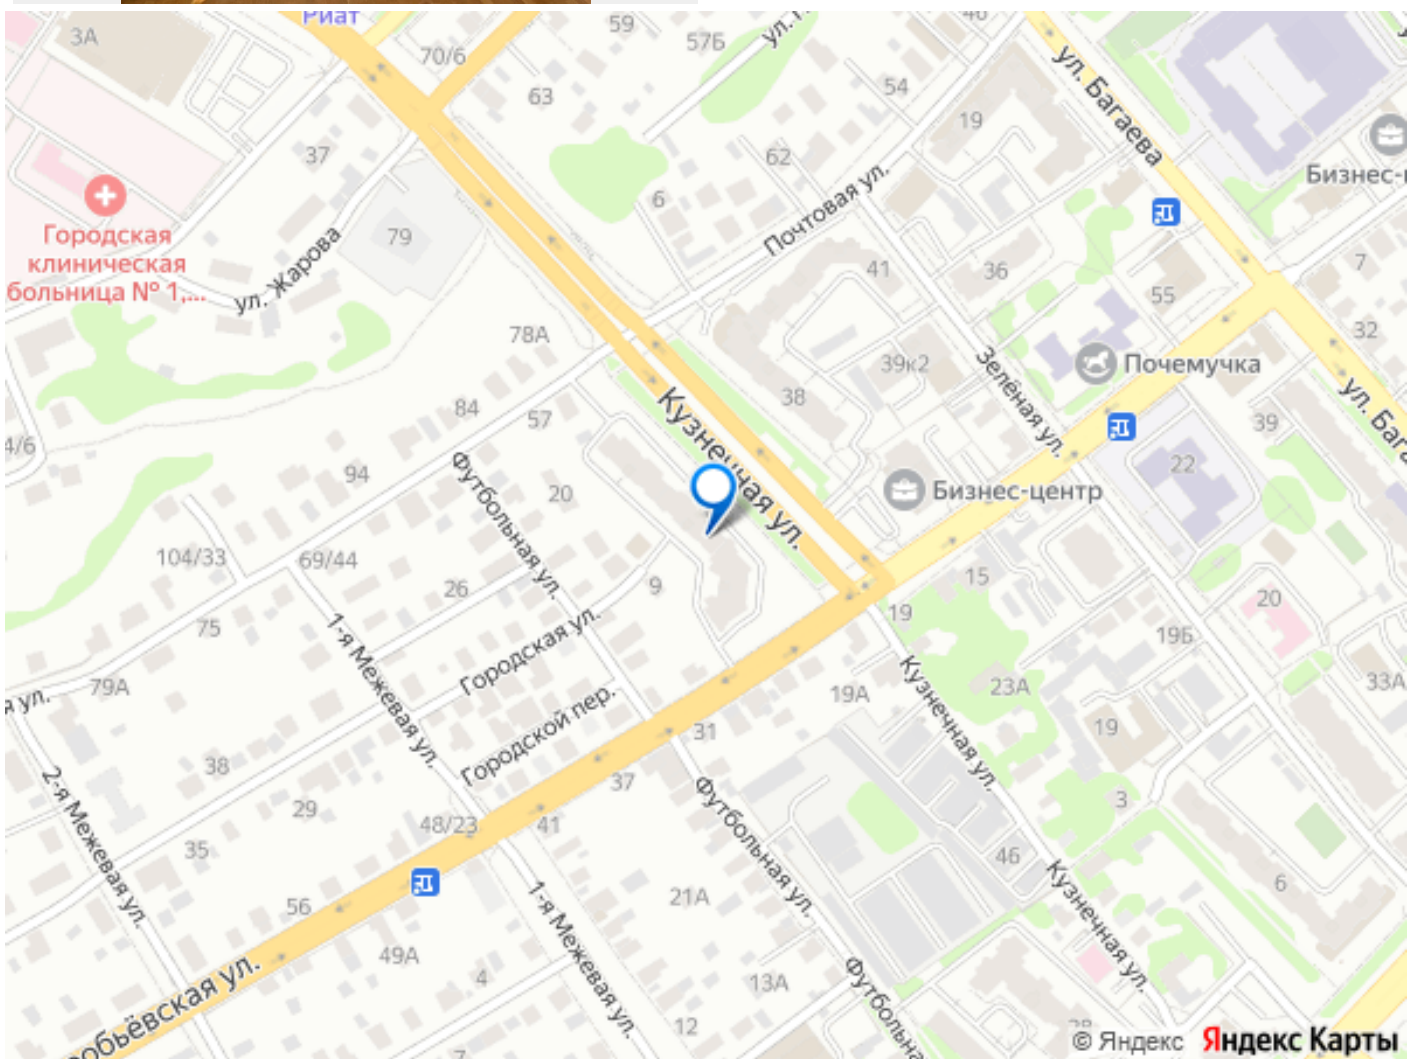 Риат
3А
70/6
59
57Б
54
63
19
ул. Багаева
37
62
6
Почтовая ул.
Бизнес-
Городская
клиническая
больница № 1,...
79
ул. Жарова
41
36
55
7
32
78А
39к2
Зелёная ул.
Почемучка
Кузнечная ул.
38
84
57
4/6
94
Футбольная ул.
20
Бизнес-центр
22
39
ул. Бага
104/33
69/44
26
9
15
19
20
75
1-я Межевая ул.
Городская ул.
19Б
79А
я ул.
Городской пер.
19А
Кузнечная ул.
23А
33А
31
19
38
2-я Межевая ул.
37
29
48/23
41
Футбольная ул.
3
35
46
6
56
1-я Межевая ул.
21А
Кузнечная ул.
49А
4
13А
Футбольна
обьёвская ул.
12
7
© Яндекс Яндекс Карты